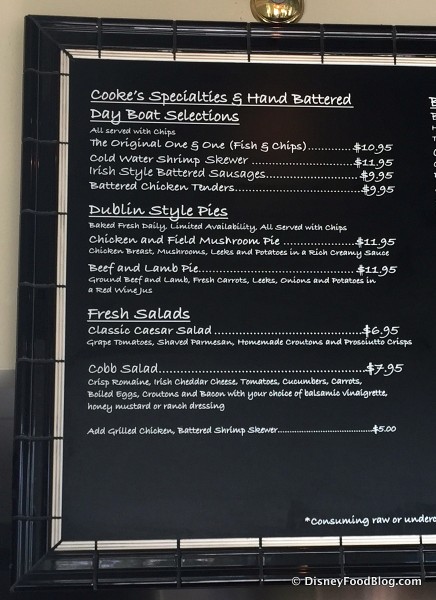 Cooke's Specialties & Hand Battered
Day Boat Selections
All served with Chips
The Original One & One (Fish & Chips).............$10.95
Cold Water Shrimp Skewer .........................$11.95
Irish Style Battered Sausages......................$9.95
Battered Chicken Tenders............................$9.95
Dublin Style Pies
Baked Fresh Daily, Limited Availability, All Served with Chips
Chicken and Field Mushroom Pie ..................$11.95
Chicken Breast, Mushrooms, Leeks and Potatoes in a Rich Creamy Sauce
Beef and Lamb Pie......................................$11.95
Ground Beef and Lamb, Fresh Carrots, Leeks, Onions and Potatoes in
a Red Wine Jus
Fresh Salads
Classic Caesar Salad ....................................$6.95
Grape Tomatoes, Shaved Parmesan, Homemade Croutons and Prosciutto Crisps
Cobb Salad..................................................$7.95
Crisp Romaine, Irish Cheddar Cheese, Tomatoes, Cucumbers, Carrots,
Boiled Eggs, Croutons and Bacon with your choice of balsamic vinaigrette,
honey mustard or ranch dressing
Add Grilled Chicken, Battered Shrimp Skewer...............................$5.00
*Consuming raw or underc
© DisneyFoodBlog.com